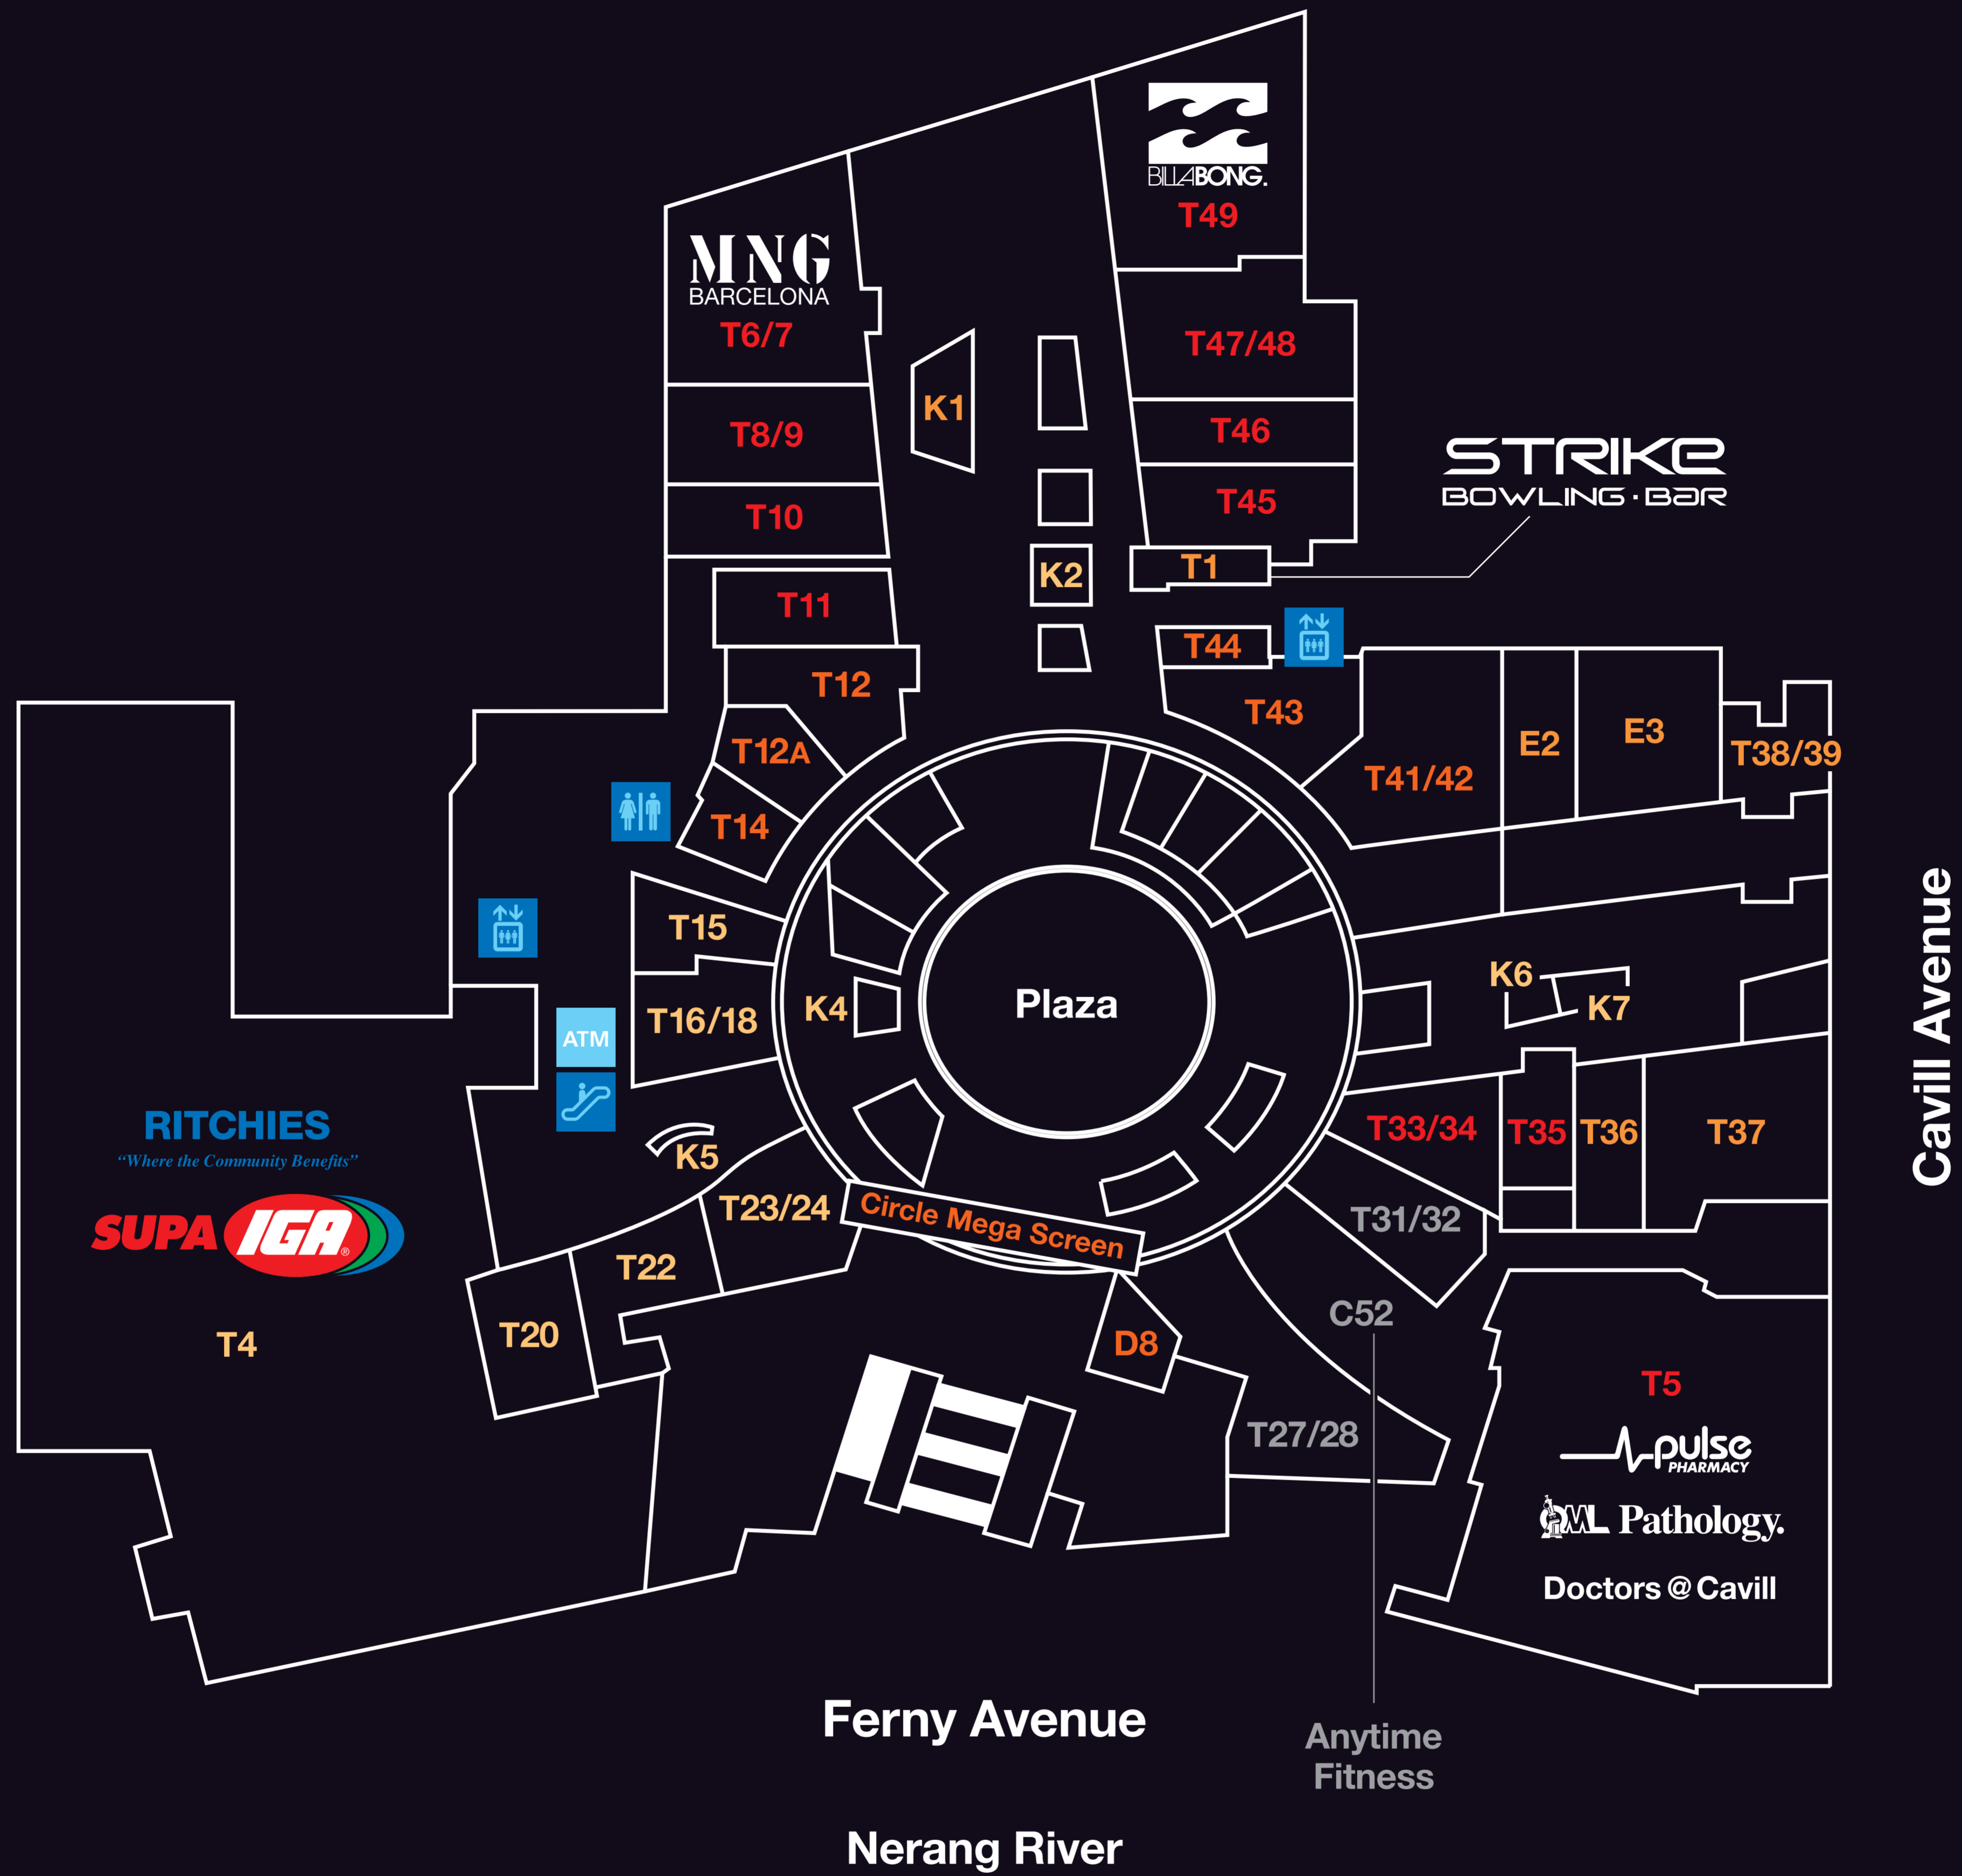 BILLABONG.
T49
MNG
BARCELONA
T6/7
T47/48
K1
T8/9
T46
STRIKE
BOWLING·BAR
T45
T10
T1
K2
T11
T44
T12
T43
E2
E3
T38/39
T12A
T41/42
T14
T15
K6
K7
K4
Plaza
T16/18
ATM
Cavill Avenue
RITCHIES
“Where the Community Benefits”
K5
T33/34
T35
T36
T37
SUPA IGA®
T23/24
Circle Mega Screen
T31/32
T22
C52
T20
T4
D8
T5
T27/28
pulse
PHARMACY
QML Pathology.
Doctors @ Cavill
Ferny Avenue
Anytime
Fitness
Nerang River